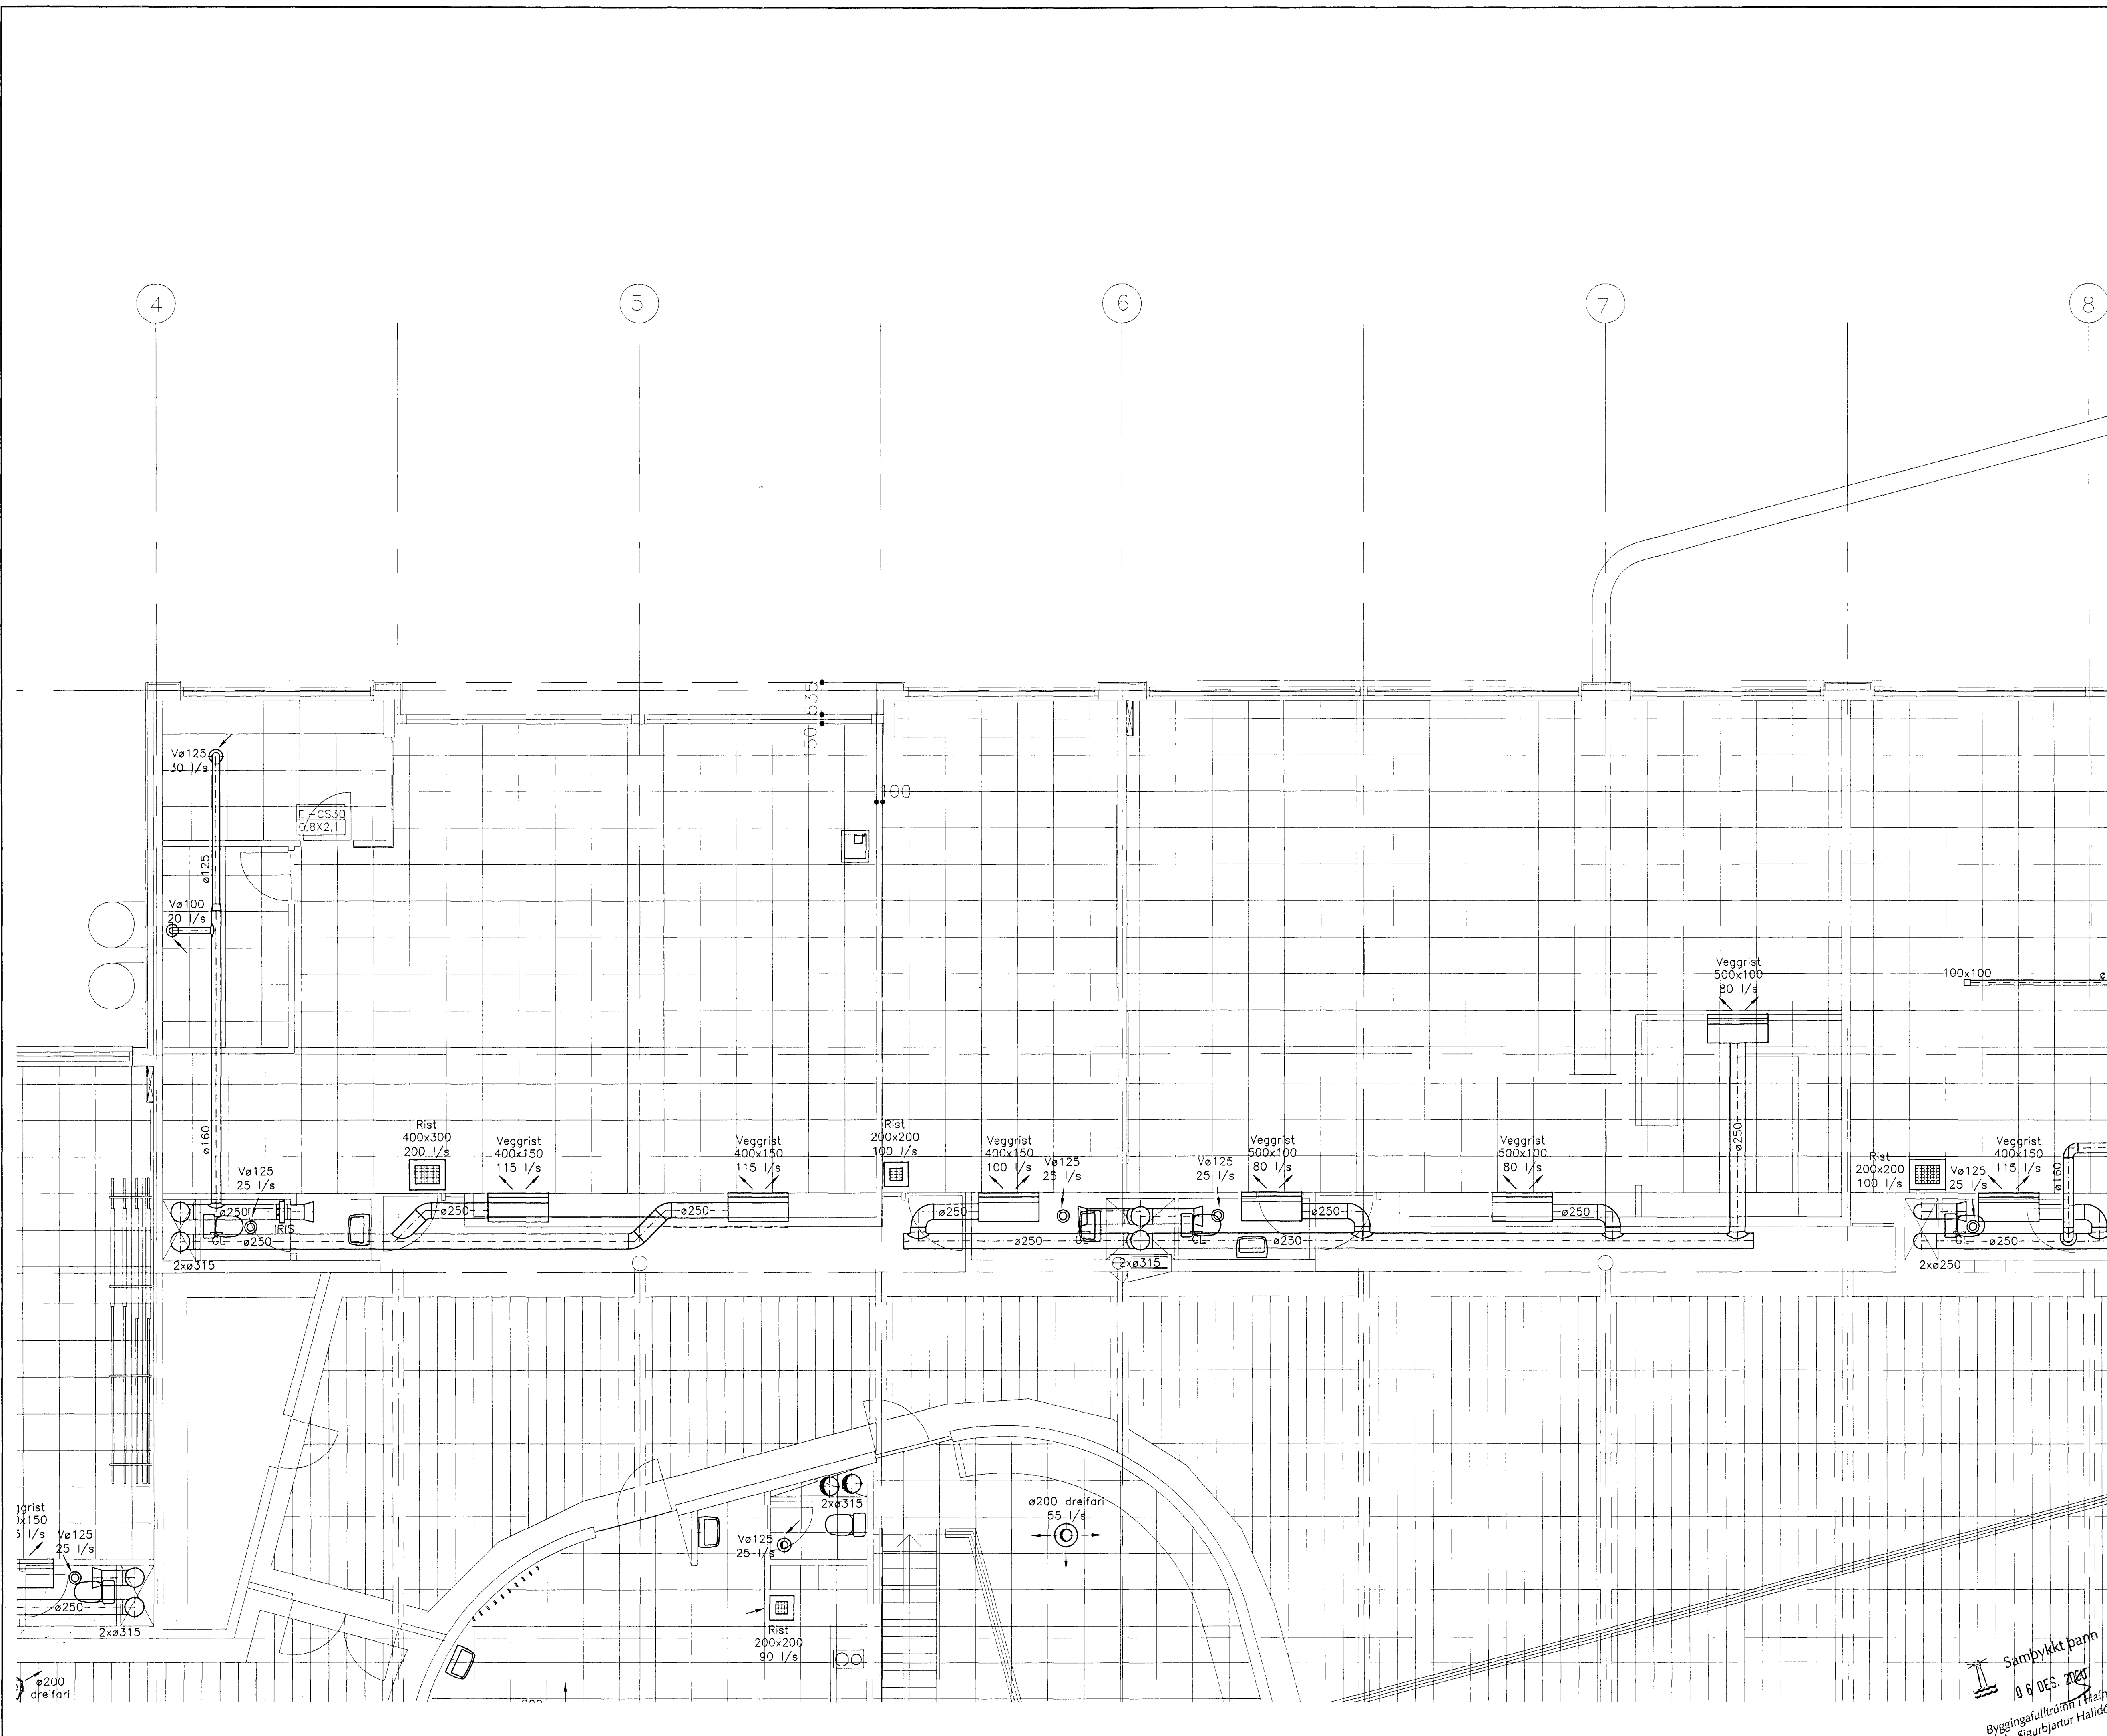 4
5
6
7
8
535
50
100
Vø125
30 l/s
EI-CS30
0,8X2,1
ø125
Vø100
20 l/s
ø160
Veggrist
500x100
80 l/s
100x100
ø250
Rist
400x300
200 l/s
Veggrist
400x150
115 l/s
Veggrist
400x150
115 l/s
Rist
200x200
100 l/s
Veggrist
400x150
100 l/s
Vø125
25 l/s
Vø125
25 l/s
Veggrist
500x100
80 l/s
Veggrist
500x100
80 l/s
Rist
200x200
100 l/s
Vø125
25 l/s
Veggrist
400x150
115 l/s
ø160
Vø125
25 l/s
ø250
IRIS
GL
ø250
2xø315
ø250
ø250
ø250
ø250
GL
GL
2xø315
ø250
ø250
ø250
GL
ø250
2xø250
Vø125
25 l/s
ø250
2xø315
ø200
dreifari
2xø315
Vø125
25 l/s
Rist
200x200
90 l/s
ø200 dreifari
55 l/s
Samþykkt þann
06 DES.
Byggingafulltrúinn í
Sigurbjartur